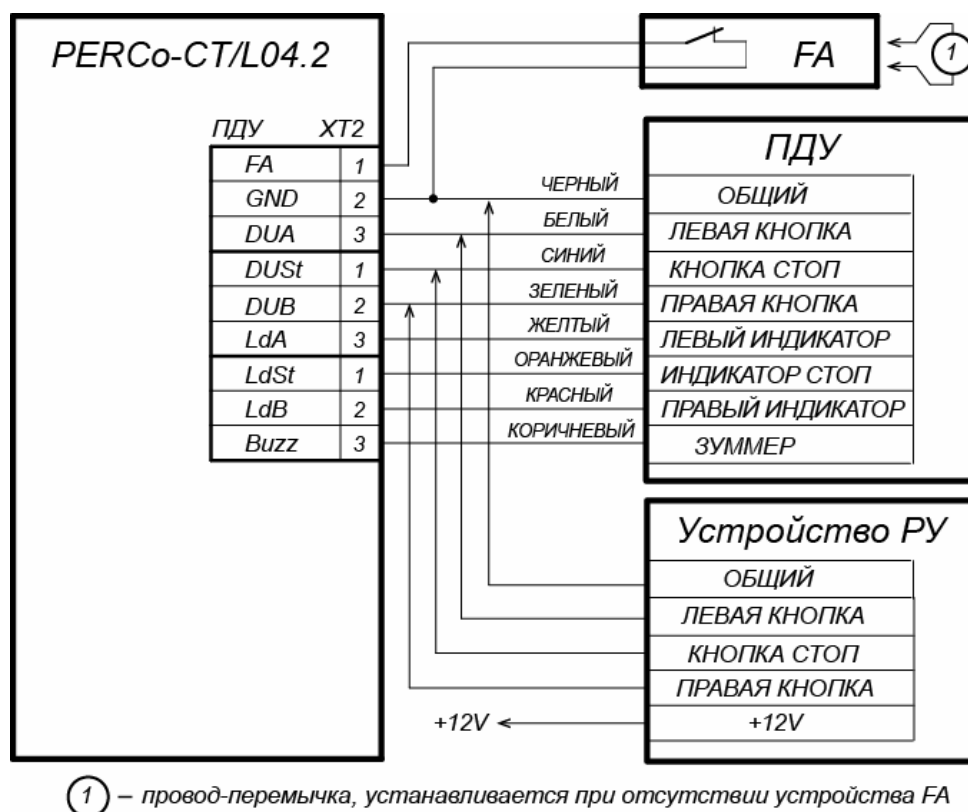 PERCo-CT/L04.2
ПДУ XT2
FA 1
GND 2
DUA 3
DUSt 1
DUB 2
LdA 3
LdSt 1
LdB 2
Buzz 3
FA
1
ЧЕРНЫЙ
БЕЛЫЙ
СИНИЙ
ЗЕЛЕНЫЙ
ЖЕЛТЫЙ
ОРАНЖЕВЫЙ
КРАСНЫЙ
КОРИЧНЕВЫЙ
ПДУ
ОБЩИЙ
ЛЕВАЯ КНОПКА
КНОПКА СТОП
ПРАВАЯ КНОПКА
ЛЕВЫЙ ИНДИКАТОР
ИНДИКАТОР СТОП
ПРАВЫЙ ИНДИКАТОР
ЗУММЕР
Устройство РУ
ОБЩИЙ
ЛЕВАЯ КНОПКА
КНОПКА СТОП
ПРАВАЯ КНОПКА
+12V
+12V
1 – провод-перемычка, устанавливается при отсутствии устройства FA